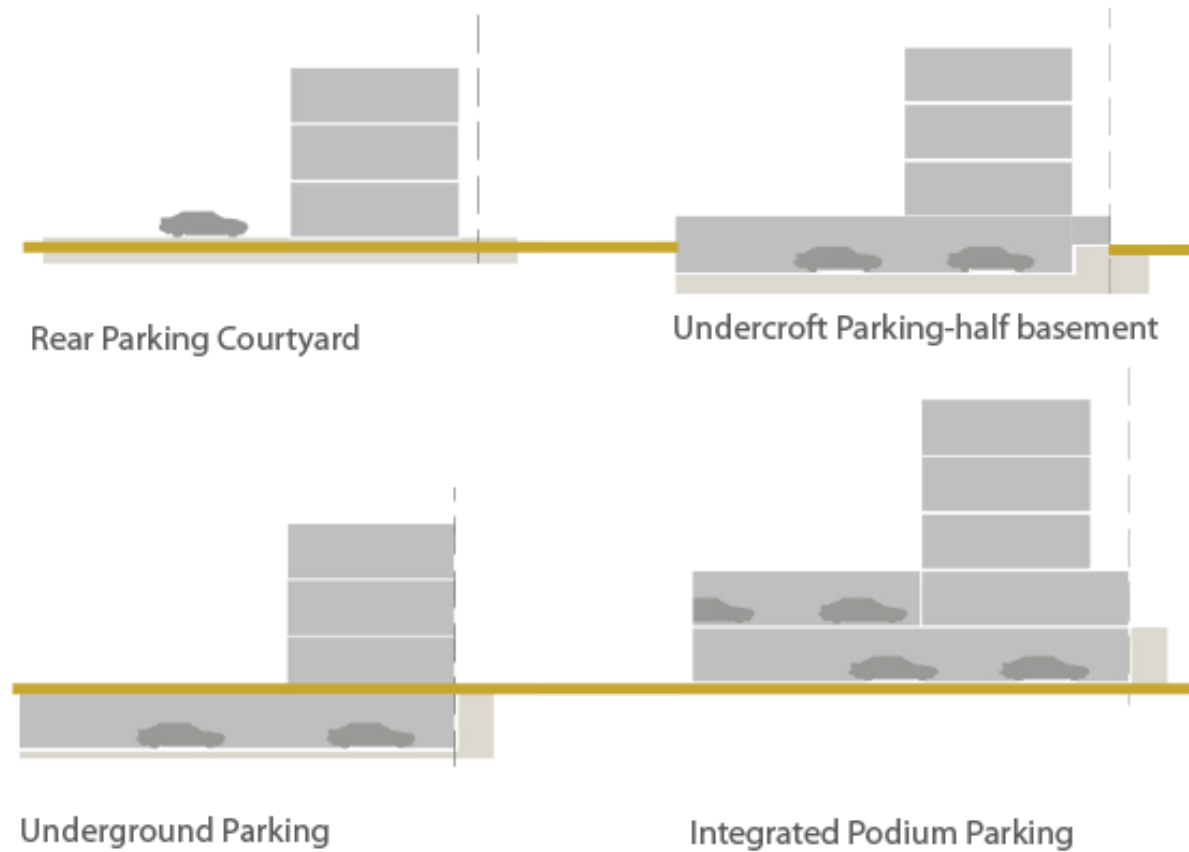 Rear Parking Courtyard
Undercroft Parking-half basement
Underground Parking
Integrated Podium Parking